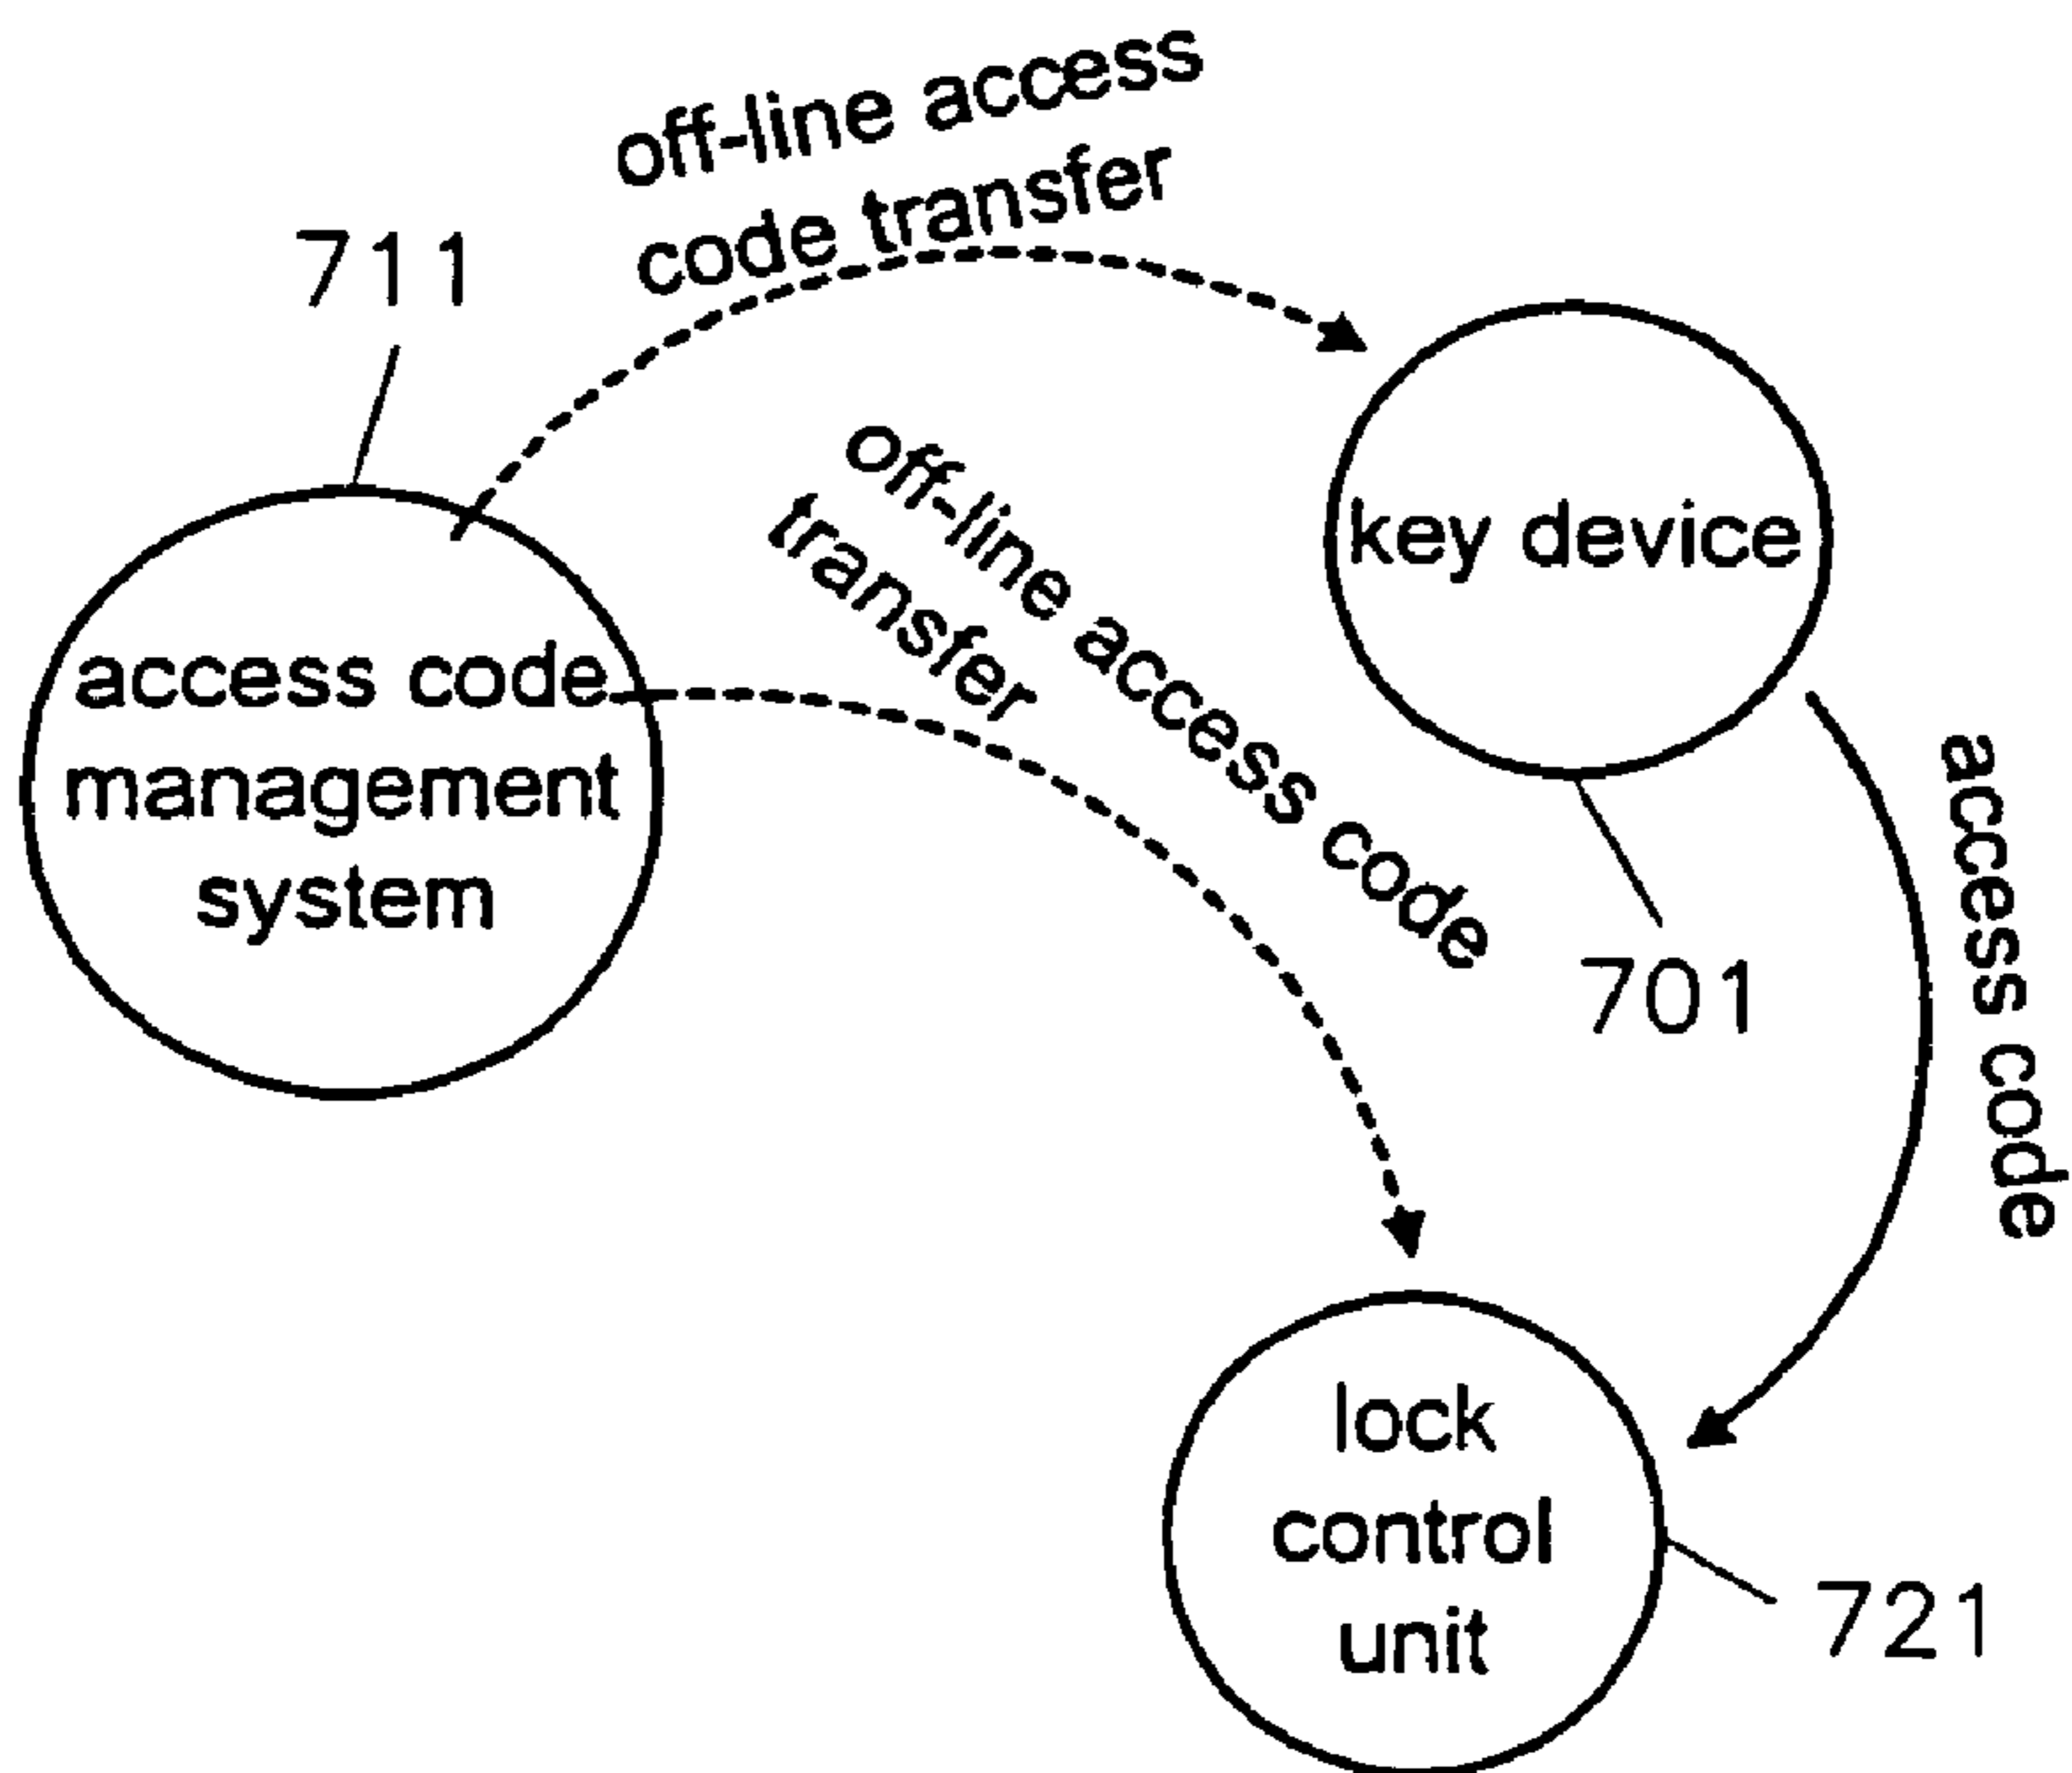 off-line access
code transfer
711
off-line access code
transfer
key device
access code
management
system
access code
701
lock
control
unit
721